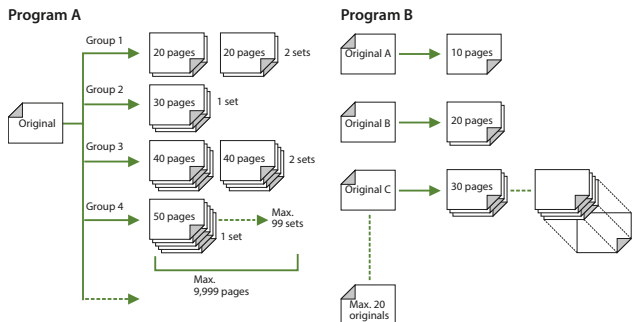 Program A
Original
Group 1
20 pages
20 pages
2 sets
Group 2
30 pages
1 set
Group 3
40 pages
40 pages
2 sets
Group 4
50 pages
1 set
Max.
99 sets
Max.
9,999 pages
Program B
Original A
10 pages
Original B
20 pages
Original C
30 pages
Max. 20
originals